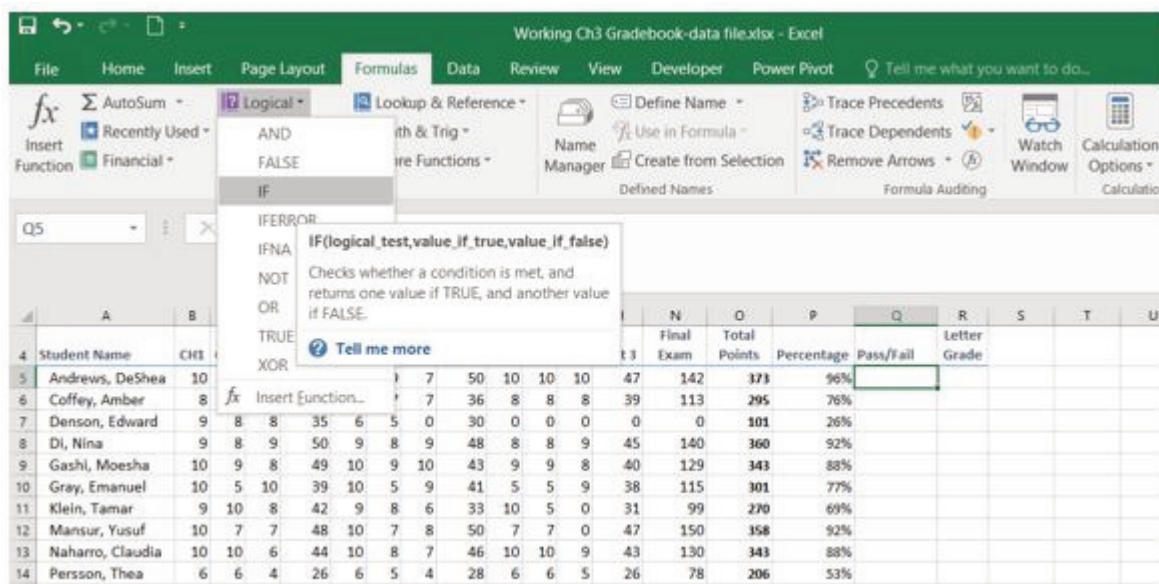 Working Ch3 Gradebook-data file.xlsx - Excel
File Home Insert Page Layout Formulas Data Review View Developer Power Pivot Tell me what you want to do...
fx Insert Function
Σ AutoSum
Recently Used
Financial
Logical
Lookup & Reference
th & Trig
re Functions
Name Manager
Define Name
Use in Formula
Create from Selection
Defined Names
Trace Precedents
Trace Dependents
Remove Arrows
Formula Auditing
Watch Window
Calculation Options
Calculatio
AND
FALSE
IF
IFERROR
IFNA
NOT
OR
TRUE
XOR
fx Insert Function...
IF(logical_test,value_if_true,value_if_false)
Checks whether a condition is met, and
returns one value if TRUE, and another value
if FALSE.
Tell me more
Q5
A B N O P Q R S T U
4 Student Name CH1 t 3 Final Exam Total Points Percentage Pass/Fail Letter Grade
5 Andrews, DeShea 10 7 50 10 10 10 47 142 373 96%
6 Coffey, Amber 8 7 36 8 8 8 39 113 295 76%
7 Denson, Edward 9 8 8 35 6 5 0 30 0 0 0 0 0 101 26%
8 Di, Nina 9 8 9 50 9 8 9 48 8 8 9 45 140 360 92%
9 Gashi, Moesha 10 9 8 49 10 9 10 43 9 9 8 40 129 343 88%
10 Gray, Emanuel 10 5 10 39 10 5 9 41 5 5 9 38 115 301 77%
11 Klein, Tamar 9 10 8 42 9 8 6 33 10 5 0 31 99 270 69%
12 Mansur, Yusuf 10 7 7 48 10 7 8 50 7 7 0 47 150 358 92%
13 Naharro, Claudia 10 10 6 44 10 8 7 46 10 10 9 43 130 343 88%
14 Persson, Thea 6 6 4 26 6 5 4 28 6 6 5 26 78 206 53%